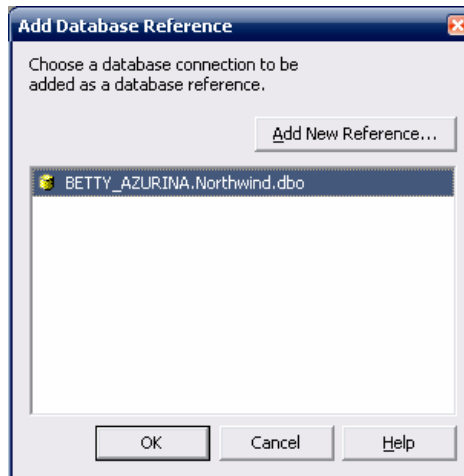 Add Database Reference
Choose a database connection to be
added as a database reference.
Add New Reference...
BETTY_AZURINA.Northwind.dbo
OK
Cancel
Help